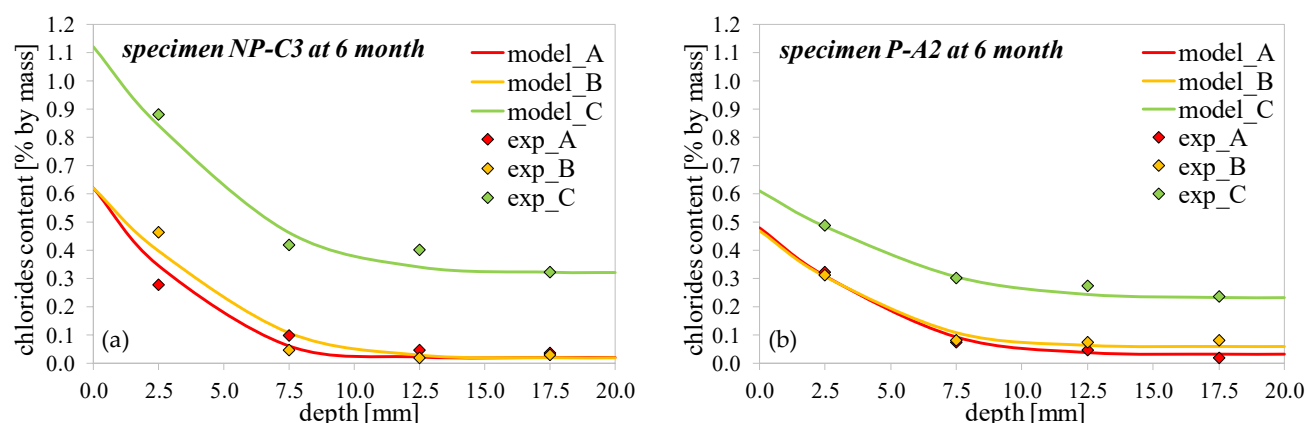 chlorides content [% by mass]
1.2
1.1
1.0
0.9
0.8
0.7
0.6
0.5
0.4
0.3
0.2
0.1
0.0
specimen NP-C3 at 6 month
model_A
model_B
model_C
exp_A
exp_B
exp_C
(a)
0.0 2.5 5.0 7.5 10.0 12.5 15.0 17.5 20.0
depth [mm]
chlorides content [% by mass]
1.2
1.1
1.0
0.9
0.8
0.7
0.6
0.5
0.4
0.3
0.2
0.1
0.0
specimen P-A2 at 6 month
model_A
model_B
model_C
exp_A
exp_B
exp_C
(b)
0.0 2.5 5.0 7.5 10.0 12.5 15.0 17.5 20.0
depth [mm]